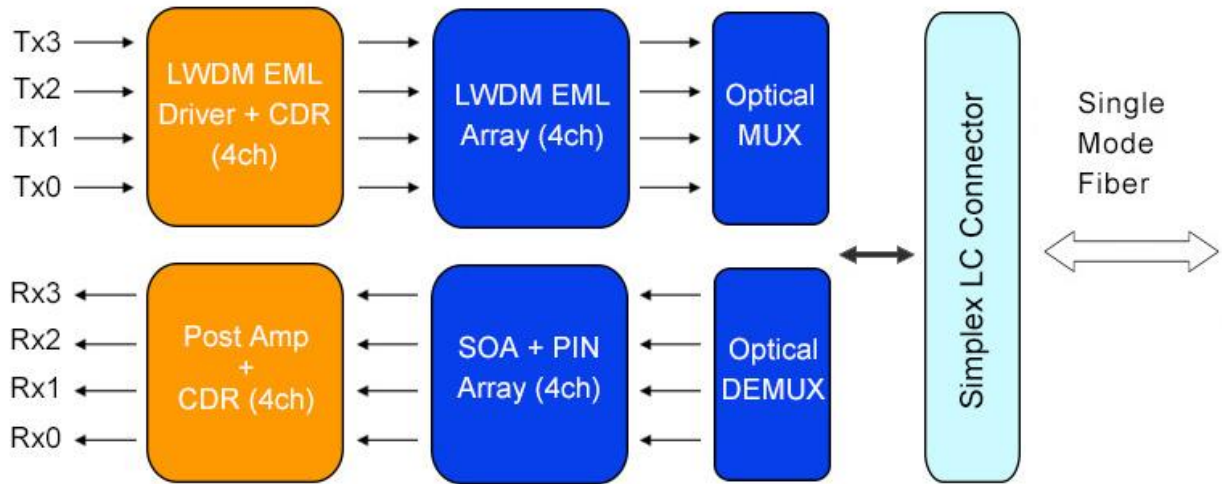 Tx3
Tx2
Tx1
Tx0
LWDM EML
Driver + CDR
(4ch)
LWDM EML
Array (4ch)
Optical
MUX
Simplex LC Connector
Single
Mode
Fiber
Rx3
Rx2
Rx1
Rx0
Post Amp
+
CDR (4ch)
SOA + PIN
Array (4ch)
Optical
DEMUX